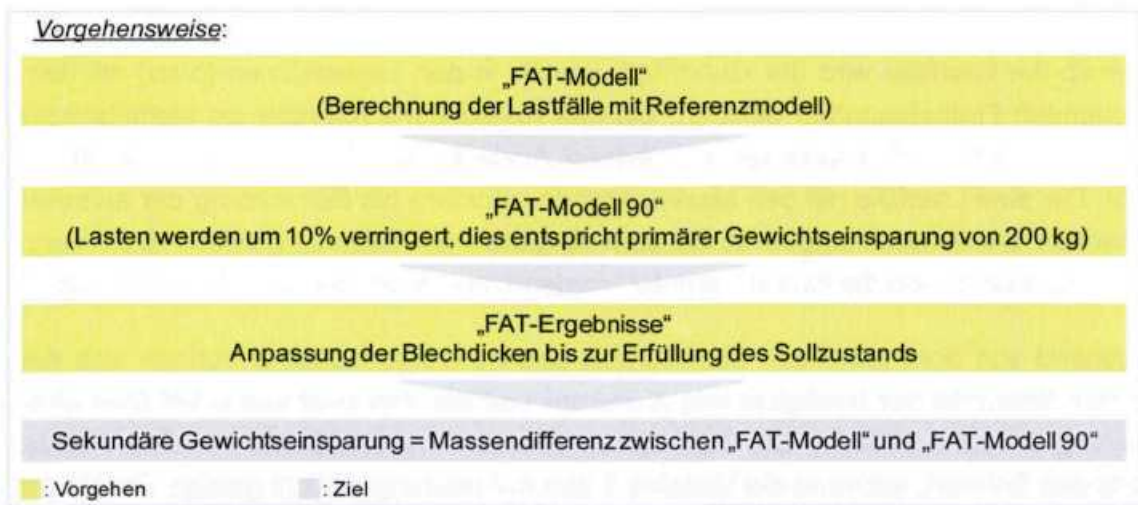 Vorgehensweise:
„FAT-Modell“
(Berechnung der Lastfälle mit Referenzmodell)
„FAT-Modell 90“
(Lasten werden um 10% verringert, dies entspricht primärer Gewichtseinsparung von 200 kg)
„FAT-Ergebnisse“
Anpassung der Blechdicken bis zur Erfüllung des Sollzustands
Sekundäre Gewichtseinsparung = Massendifferenz zwischen „FAT-Modell“ und „FAT-Modell 90“
: Vorgehen : Ziel